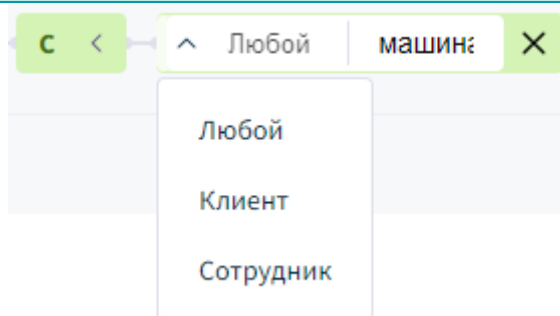 С Любой машина
Любой
Клиент
Сотрудник